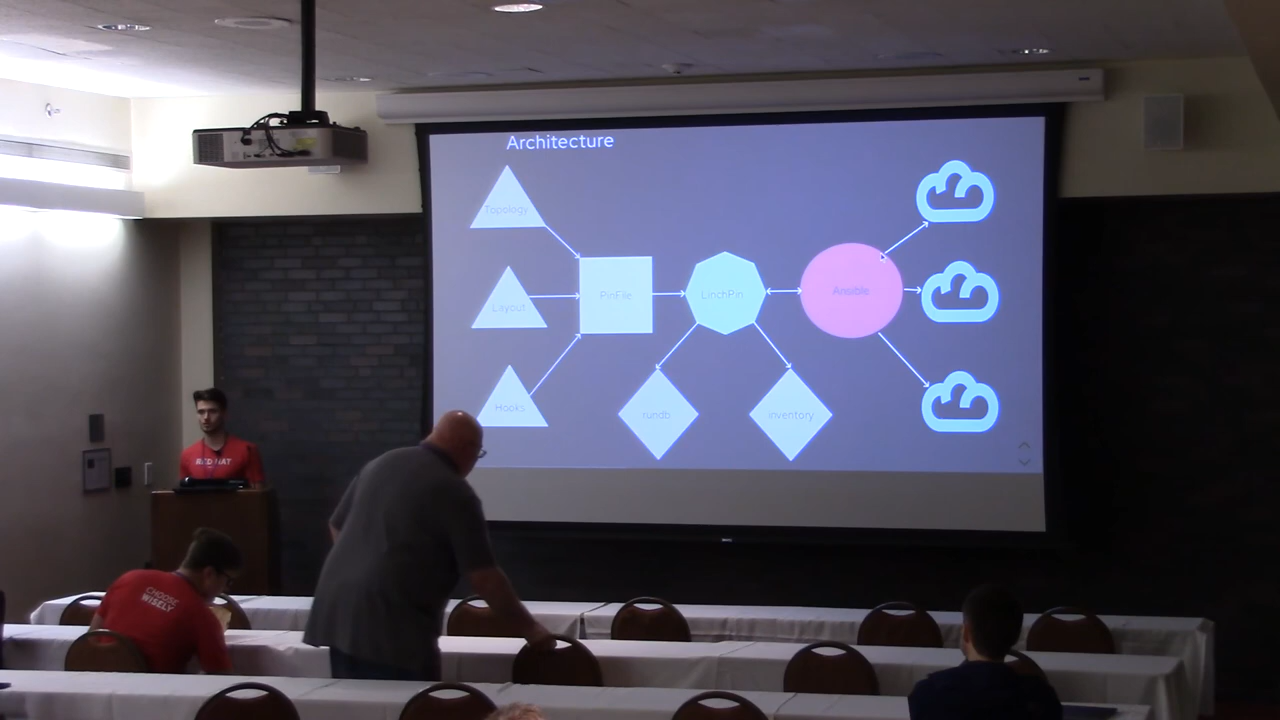 Architecture
Topology
Layout
Hooks
PinFile
LinchPin
Ansible
rundb
inventory
RED HAT
CHOOSE
WISELY